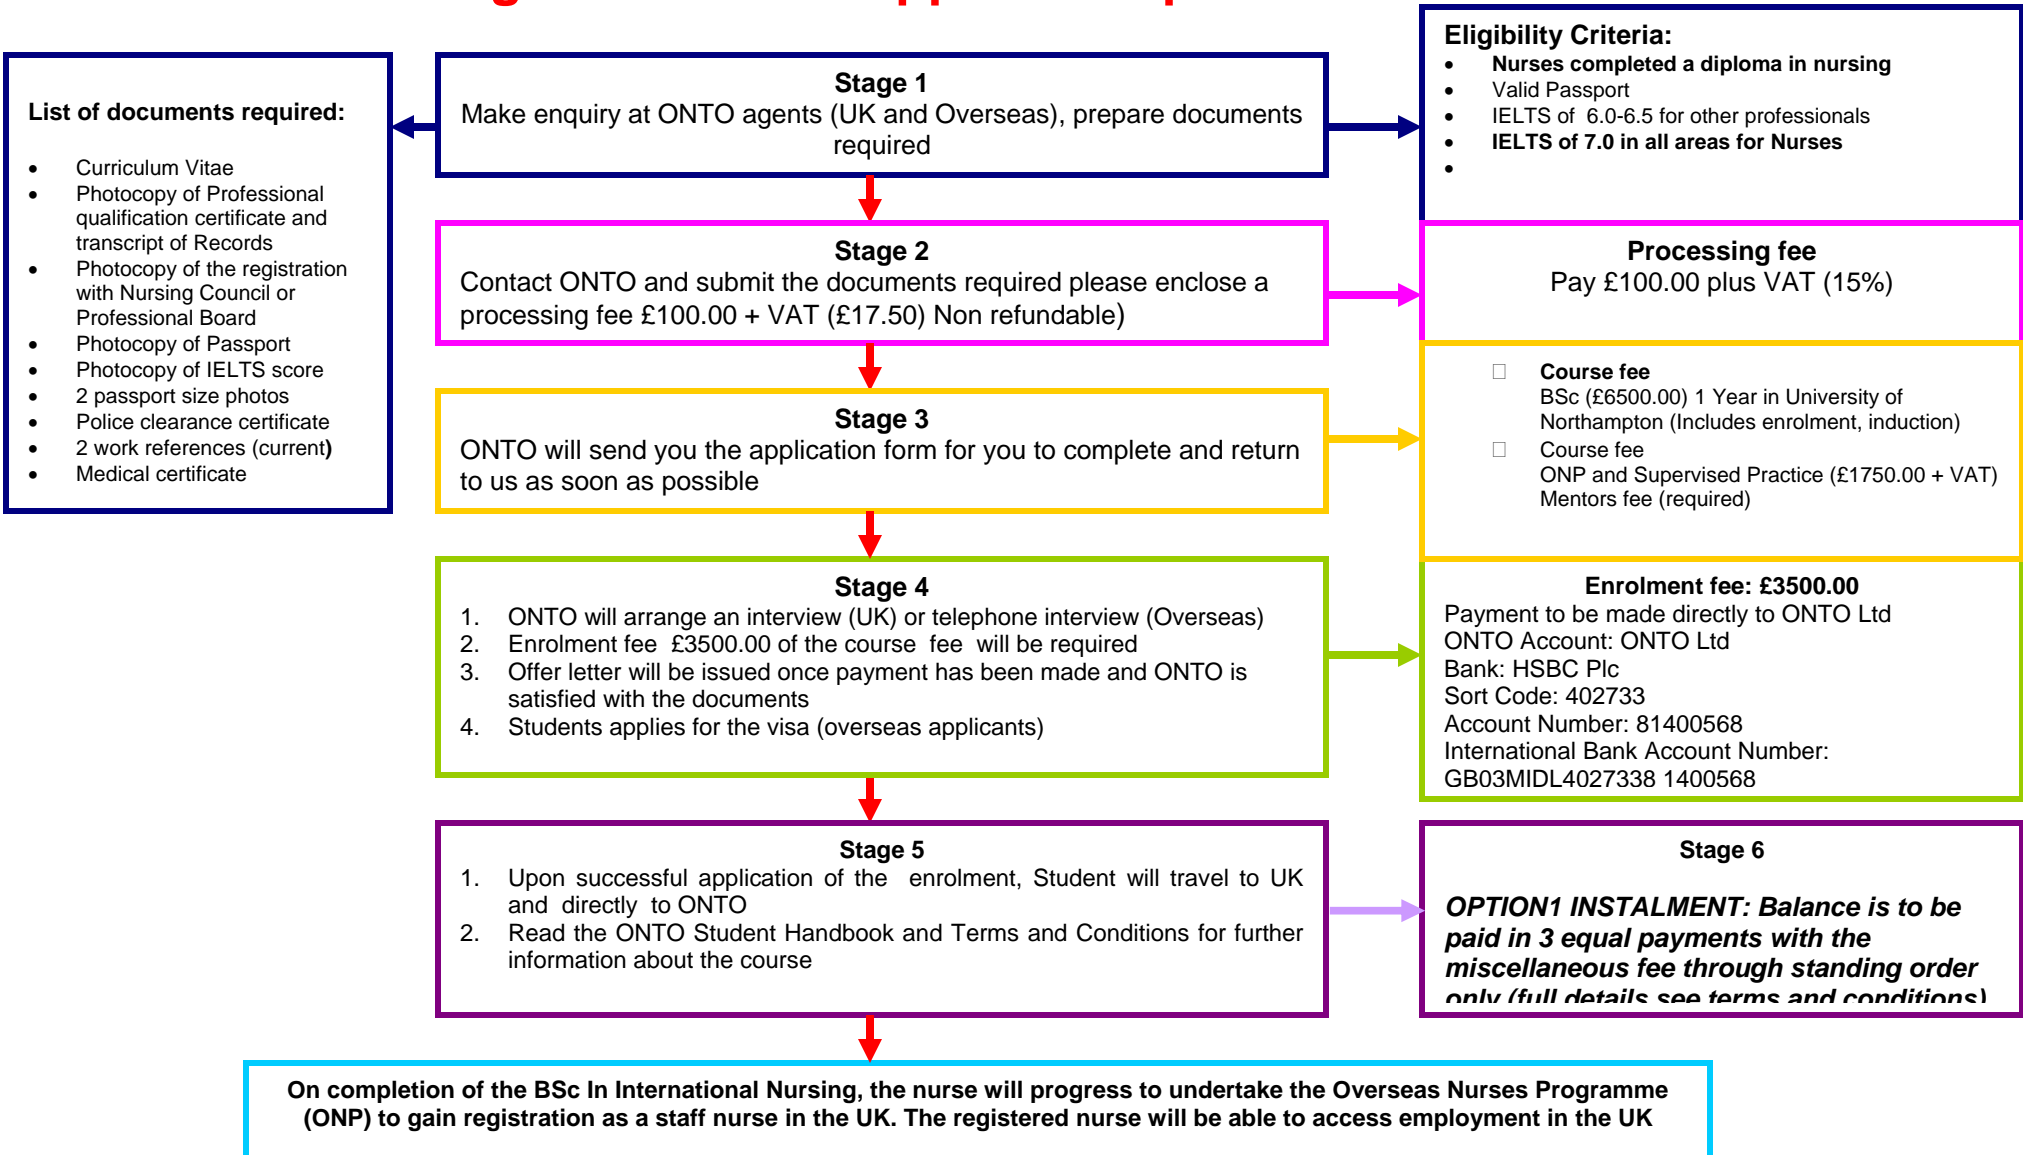 List of documents required:
• Curriculum Vitae
• Photocopy of Professional
qualification certificate and
transcript of Records
• Photocopy of the registration
with Nursing Council or
Professional Board
• Photocopy of Passport
• Photocopy of IELTS score
• 2 passport size photos
• Police clearance certificate
• 2 work references (current)
• Medical certificate
Stage 1
Make enquiry at ONTO agents (UK and Overseas), prepare documents
required
Eligibility Criteria:
• Nurses completed a diploma in nursing
• Valid Passport
• IELTS of 6.0-6.5 for other professionals
• IELTS of 7.0 in all areas for Nurses
•
Stage 2
Contact ONTO and submit the documents required please enclose a
processing fee £100.00 + VAT (£17.50) Non refundable)
Processing fee
Pay £100.00 plus VAT (15%)
Stage 3
ONTO will send you the application form for you to complete and return
to us as soon as possible
Course fee
BSc (£6500.00) 1 Year in University of
Northampton (Includes enrolment, induction)
Course fee
ONP and Supervised Practice (£1750.00 + VAT)
Mentors fee (required)
Stage 4
1. ONTO will arrange an interview (UK) or telephone interview (Overseas)
2. Enrolment fee £3500.00 of the course fee will be required
3. Offer letter will be issued once payment has been made and ONTO is
satisfied with the documents
4. Students applies for the visa (overseas applicants)
Enrolment fee: £3500.00
Payment to be made directly to ONTO Ltd
ONTO Account: ONTO Ltd
Bank: HSBC Plc
Sort Code: 402733
Account Number: 81400568
International Bank Account Number:
GB03MIDL4027338 1400568
Stage 5
1. Upon successful application of the enrolment, Student will travel to UK
and directly to ONTO
2. Read the ONTO Student Handbook and Terms and Conditions for further
information about the course
Stage 6
OPTION1 INSTALMENT: Balance is to be
paid in 3 equal payments with the
miscellaneous fee through standing order
only (full details see terms and conditions)
On completion of the BSc In International Nursing, the nurse will progress to undertake the Overseas Nurses Programme
(ONP) to gain registration as a staff nurse in the UK. The registered nurse will be able to access employment in the UK